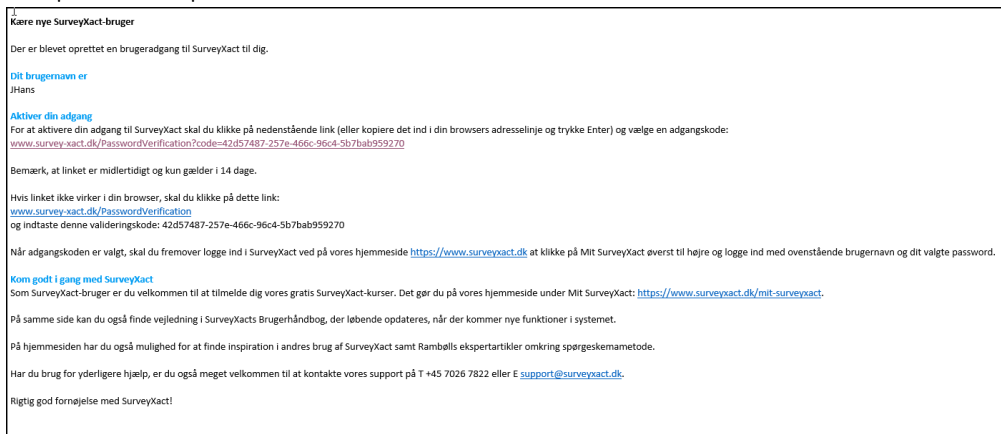 Kære nye SurveyXact-bruger
Der er blevet oprettet en brugeradgang til SurveyXact til dig.
Dit brugernavn er
JHans
Aktiver din adgang
For at aktivere din adgang til SurveyXact skal du klikke på nedenstående link (eller kopiere det ind i din browsers adresselinje og trykke Enter) og vælge en adgangskode:
www.survey-xact.dk/PasswordVerification?code=42d57487-257e-466c-96c4-5b7bab959270
Bemærk, at linket er midlertidigt og kun gælder i 14 dage.
Hvis linket ikke virker i din browser, skal du klikke på dette link:
www.survey-xact.dk/PasswordVerification
og indtaste denne valideringskode: 42d57487-257e-466c-96c4-5b7bab959270
Når adgangskoden er valgt, skal du fremover logge ind i SurveyXact ved på vores hjemmeside https://www.surveyxact.dk at klikke på Mit SurveyXact øverst til højre og logge ind med ovenstående brugernavn og dit valgte password.
Kom godt i gang med SurveyXact
Som SurveyXact-bruger er du velkommen til at tilmelde dig vores gratis SurveyXact-kurser. Det gør du på vores hjemmeside under Mit SurveyXact: https://www.surveyxact.dk/mit-surveyxact.
På samme side kan du også finde vejledning i SurveyXacts Brugerhåndbog, der løbende opdateres, når der kommer nye funktioner i systemet.
På hjemmesiden har du også mulighed for at finde inspiration i andres brug af SurveyXact samt Rambølls ekspertartikler omkring spørgeskemametode.
Har du brug for yderligere hjælp, er du også meget velkommen til at kontakte vores support på T +45 7026 7822 eller E support@surveyxact.dk.
Rigtig god fornøjelse med SurveyXact!